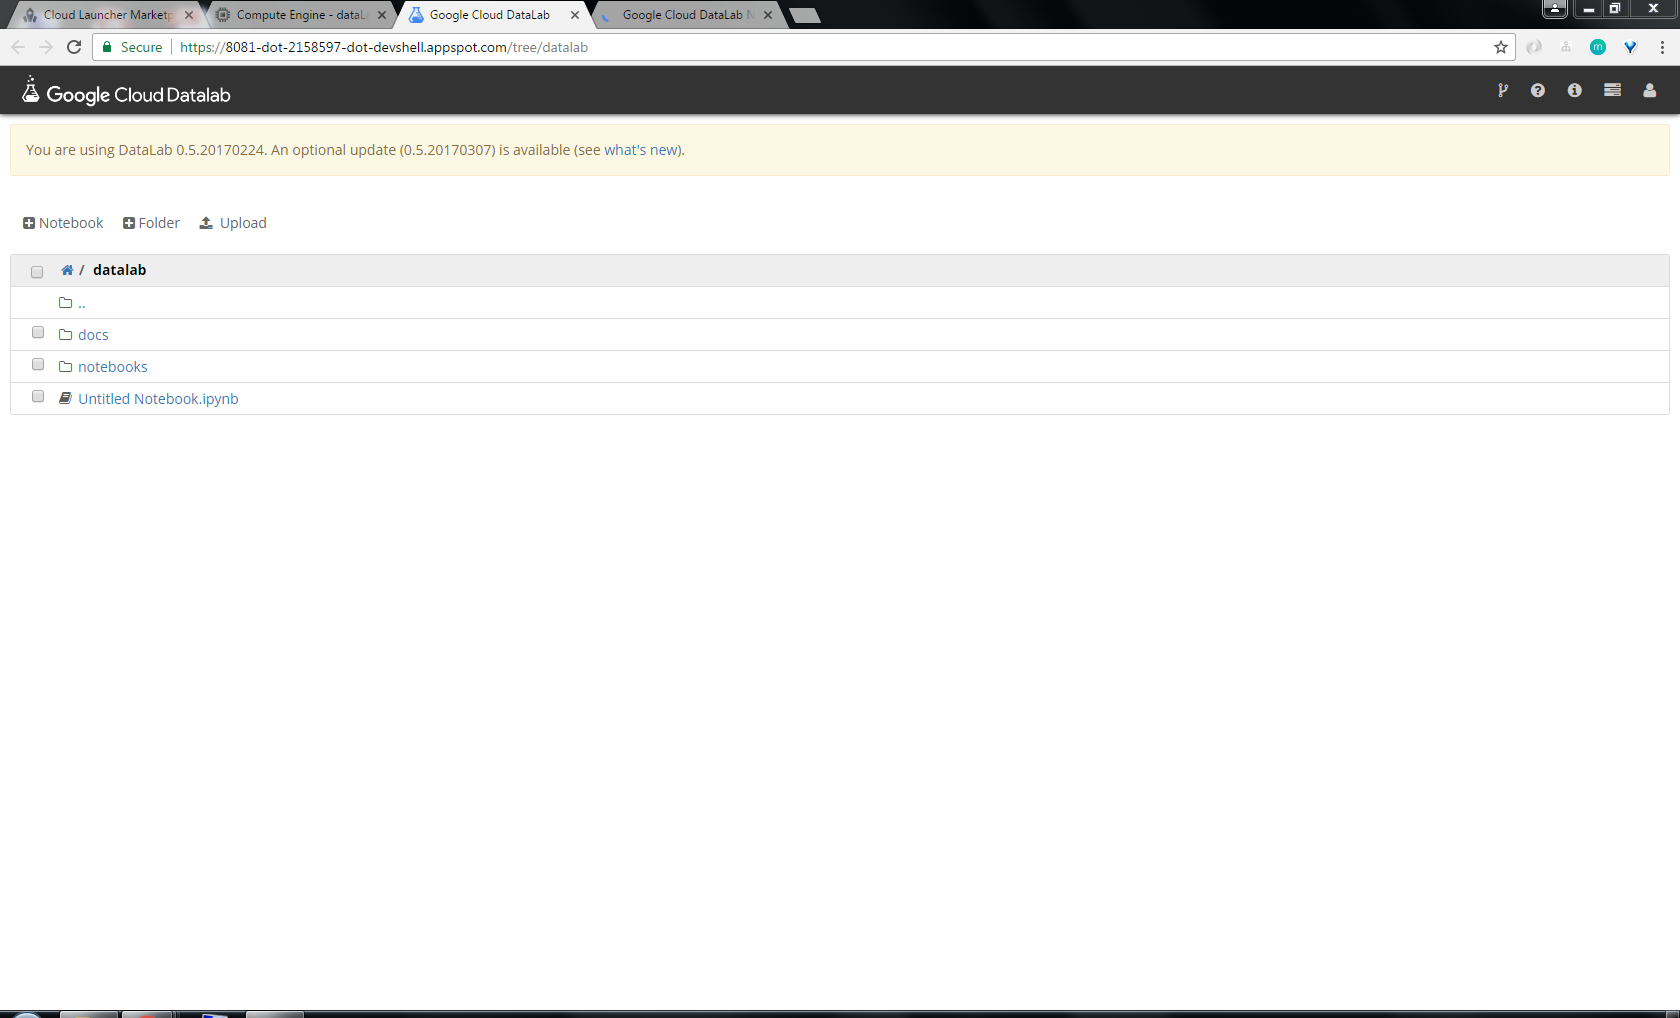 Cloud Launcher Marketp
Compute Engine - dataL
Google Cloud DataLab
Google Cloud DataLab N
Secure
https://8081-dot-2158597-dot-devshell.appspot.com/tree/datalab
m
Google Cloud Datalab
You are using DataLab 0.5.20170224. An optional update (0.5.20170307) is available (see what's new).
Notebook Folder Upload
/ datalab
..
docs
notebooks
Untitled Notebook.ipynb